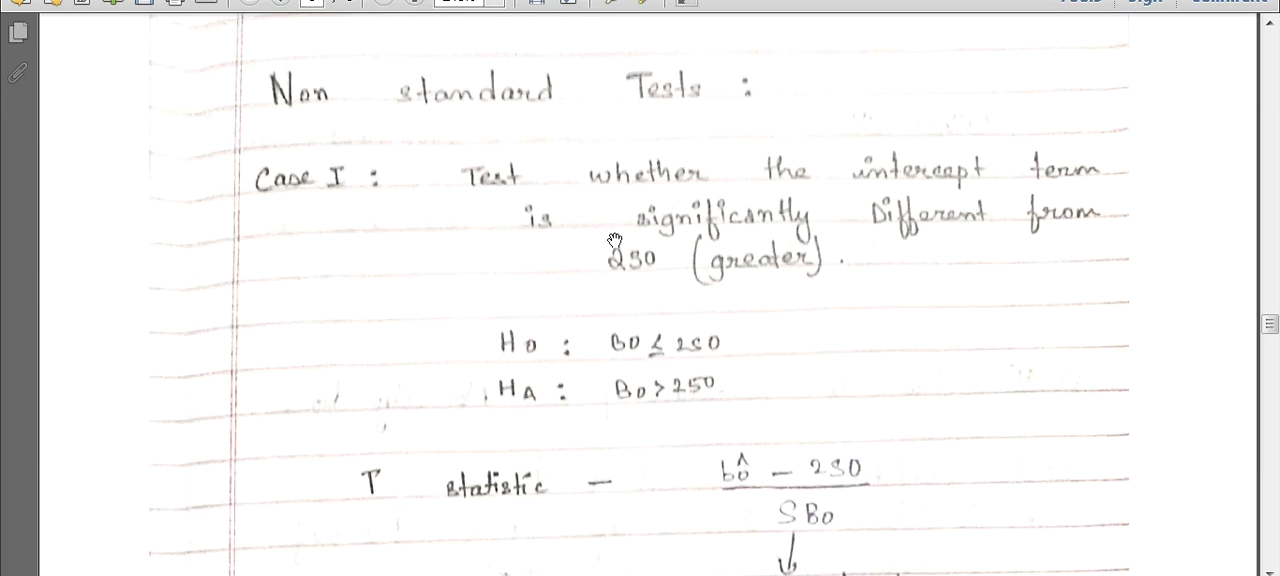 Non standard Tests :
Case I : Test whether the intercept term
is significantly Different from
250 (greater).
H0 : B0 ≤ 250
HA : B0 > 250
T statistic - b̂0 - 250
SB0